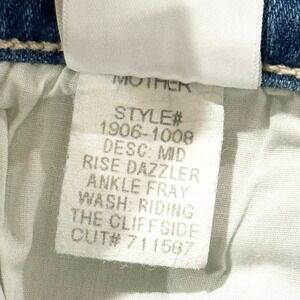 MOTHER
STYLE#
1906-1008
DESC: MID
RISE DAZZLER
ANKLE FRAY
WASH: RIDING
THE CLIFFSIDE
CUT# 711507